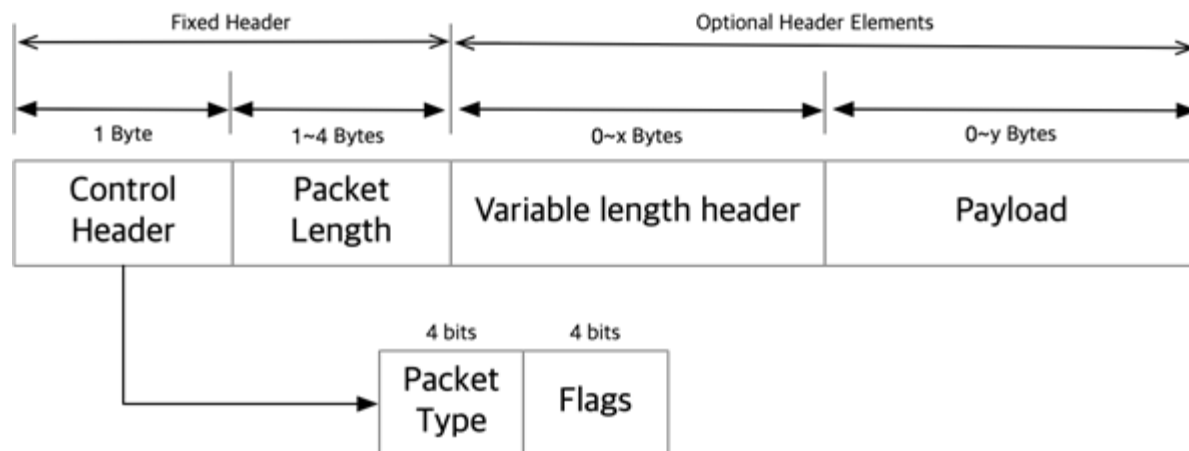 Fixed Header
Optional Header Elements
1 Byte
1~4 Bytes
0~x Bytes
0~y Bytes
Control
Header
Packet
Length
Variable length header
Payload
4 bits
4 bits
Packet
Type
Flags